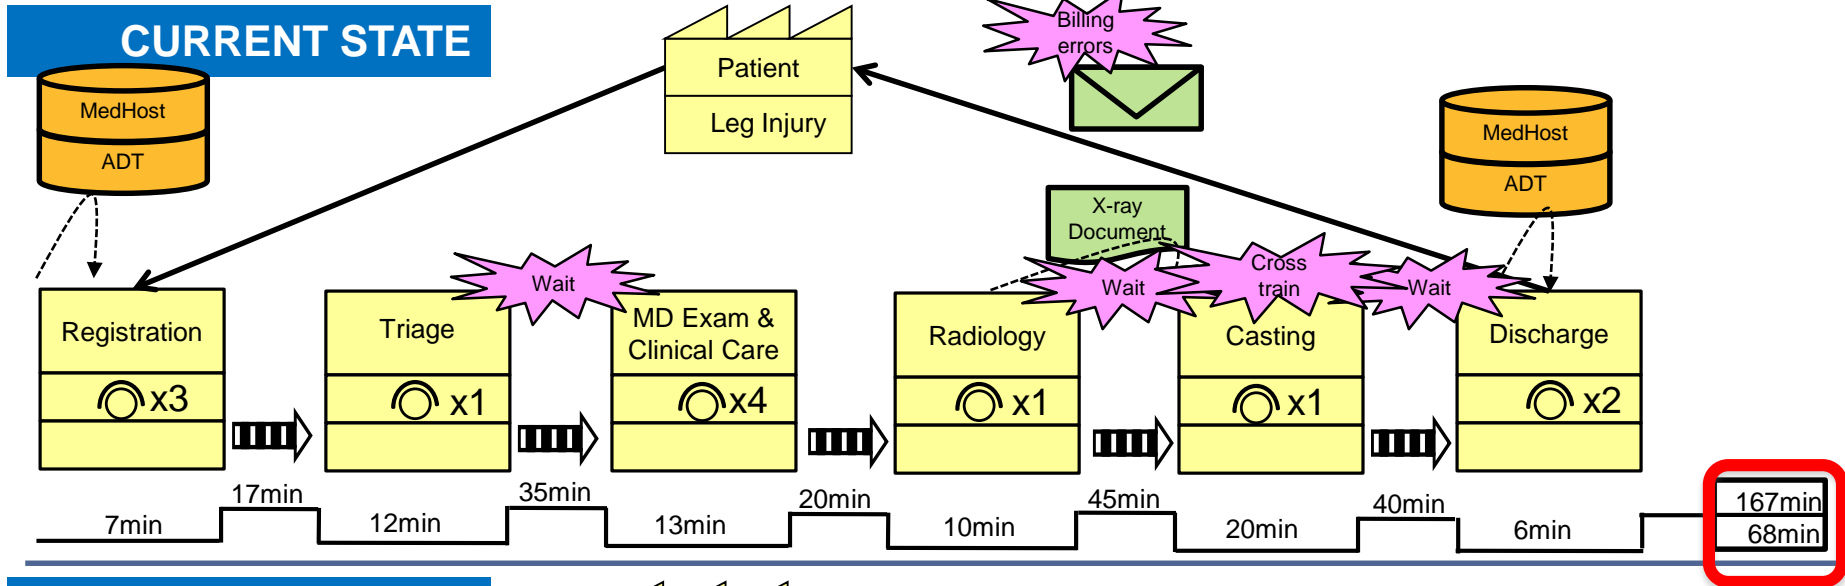 CURRENT STATE
Billing
errors
Patient
Leg Injury
MedHost
ADT
MedHost
ADT
X-ray
Document
Wait
Wait
Cross
train
Wait
Registration
x3
Triage
x1
MD Exam &
Clinical Care
x4
Radiology
x1
Casting
x1
Discharge
x2
7min
17min
12min
35min
13min
20min
10min
45min
20min
40min
6min
167min
68min